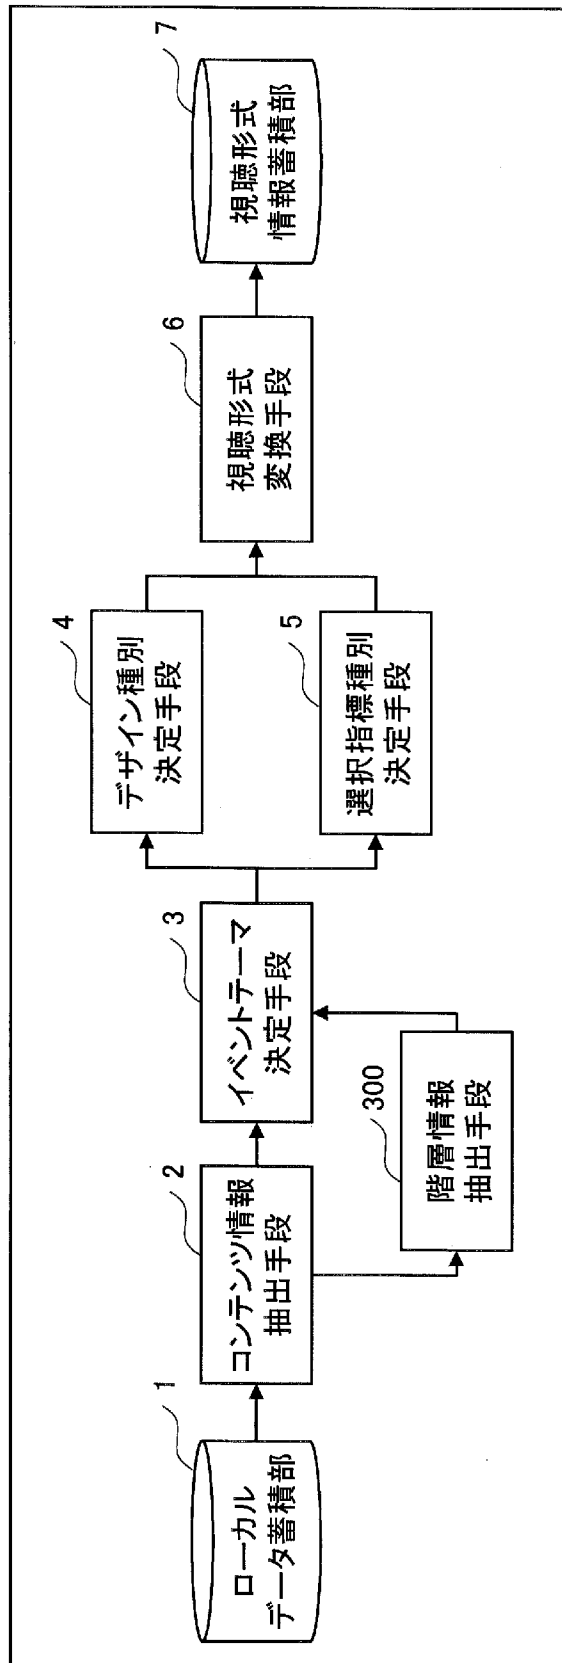 1
ローカル
データ蓄積部
2
コンテンツ情報
抽出手段
300
階層情報
抽出手段
3
イベントテーマ
決定手段
4
デザイン種別
決定手段
5
選択指標種別
決定手段
6
視聴形式
変換手段
7
視聴形式
情報蓄積部